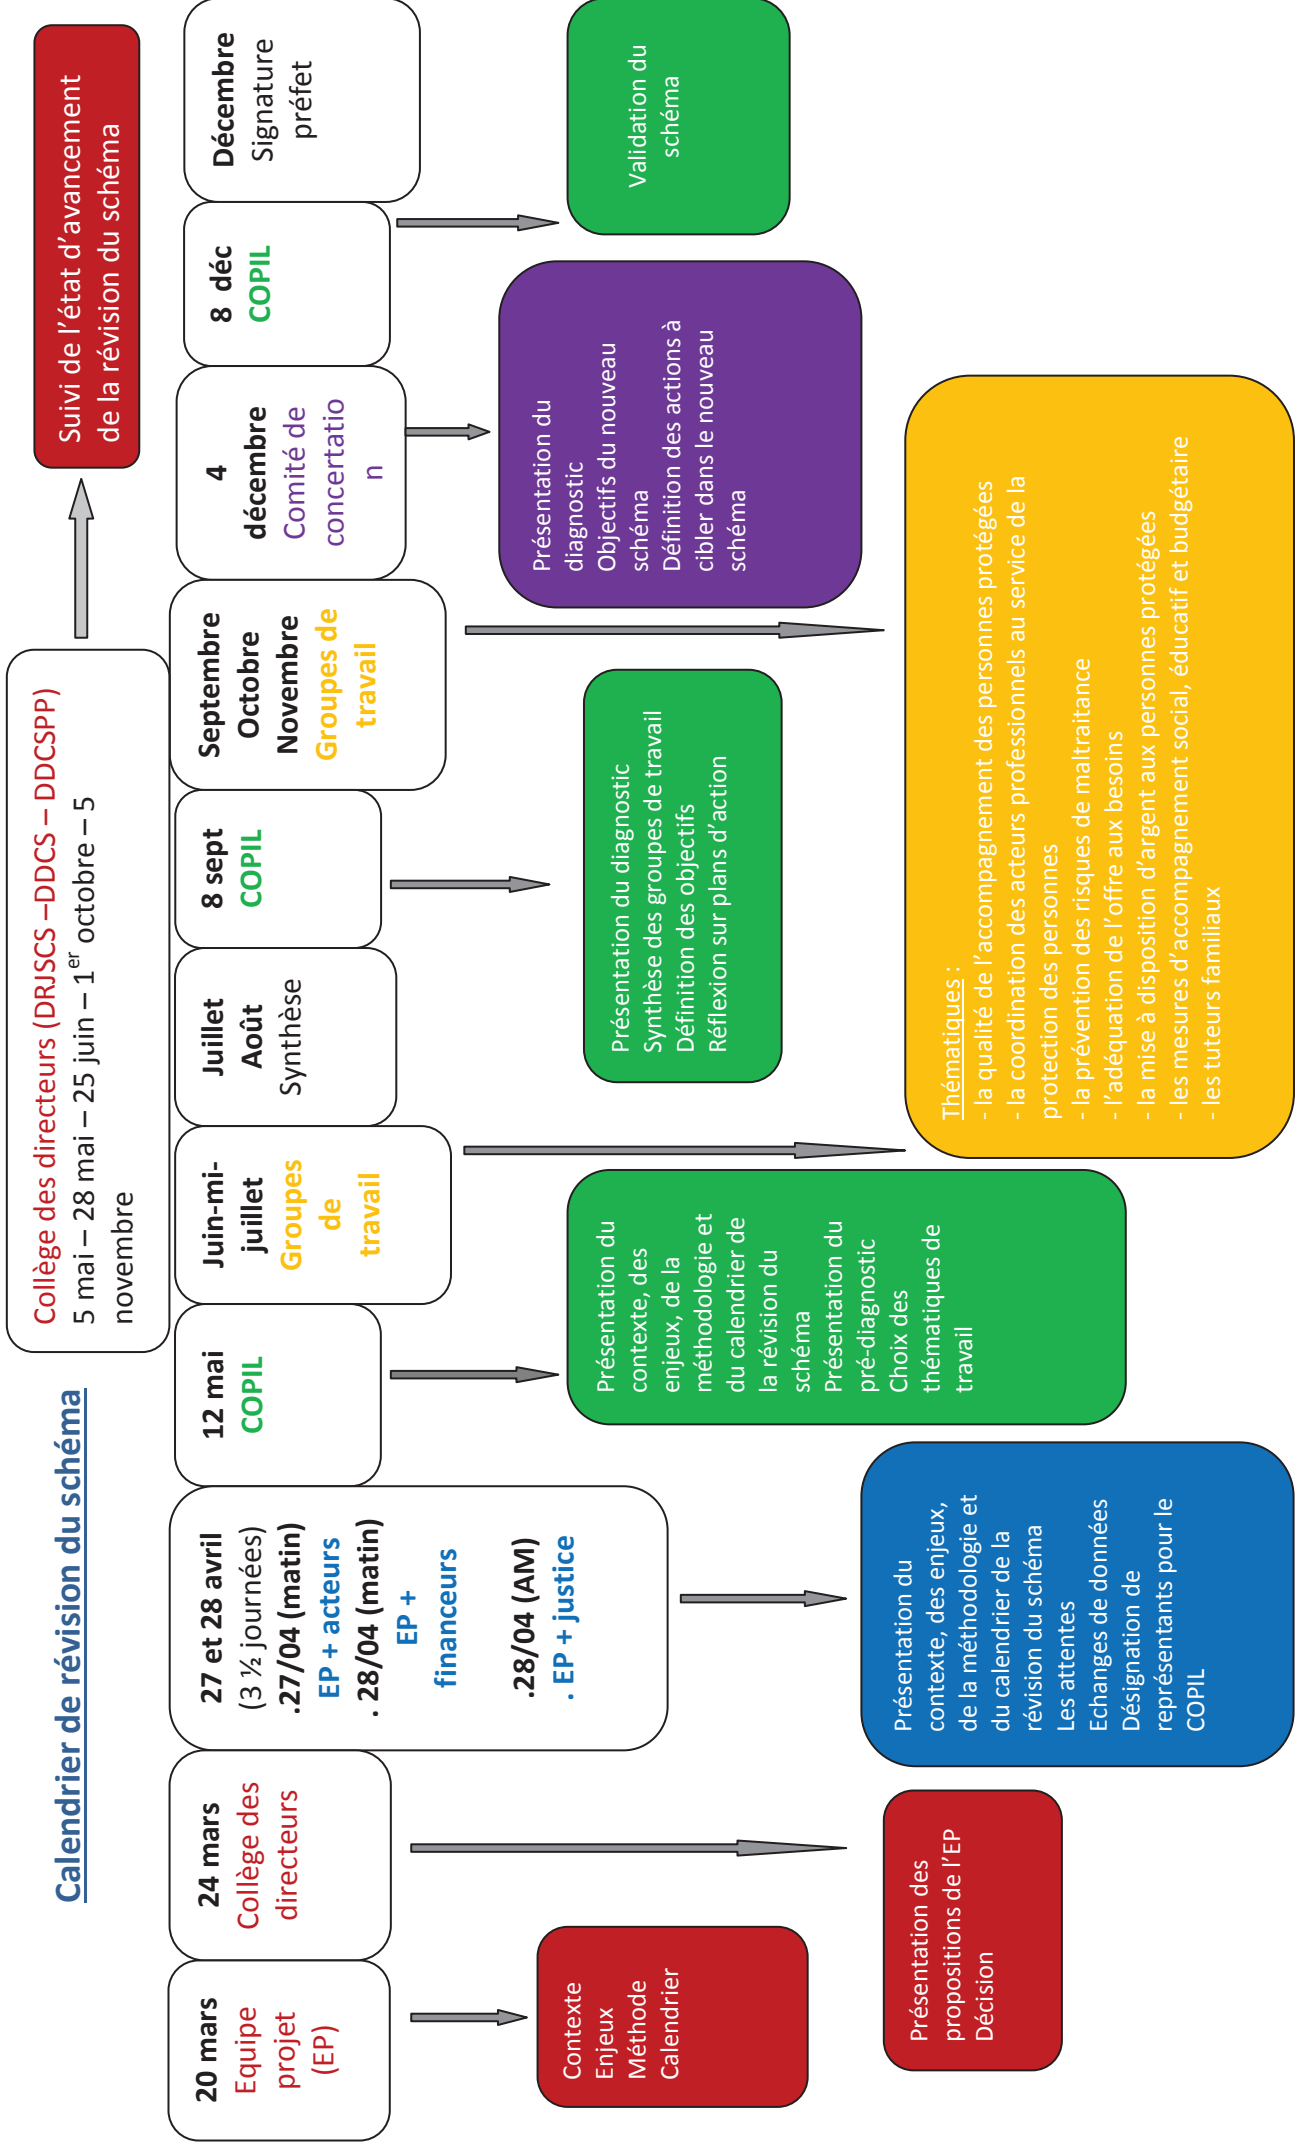 Calendrier de révision du schéma
Collège des directeurs (DRJSCS –DDCS – DDCSPP)
5 mai – 28 mai – 25 juin – 1er octobre – 5
novembre
Suivi de l’état d’avancement
de la révision du schéma
20 mars
Equipe
projet
(EP)
24 mars
Collège des
directeurs
27 et 28 avril
(3 ½ journées)
.27/04 (matin)
EP + acteurs
. 28/04 (matin)
EP +
financeurs
.28/04 (AM)
. EP + justice
12 mai
COPIL
Juin-mi-
juillet
Groupes
de
travail
Juillet
Août
Synthèse
8 sept
COPIL
Septembre
Octobre
Novembre
Groupes de
travail
4
décembre
Comité de
concertatio
n
8  déc
COPIL
Décembre
Signature
préfet
Contexte
Enjeux
Méthode
Calendrier
Présentation des
propositions de l’EP
Décision
Présentation du
contexte, des enjeux,
de la méthodologie et
du calendrier de la
révision du schéma
Les attentes
Echanges de données
Désignation de
représentants pour le
COPIL
Présentation du
contexte, des
enjeux, de la
méthodologie et
du calendrier de
la révision du
schéma
Présentation du
pré-diagnostic
Choix des
thématiques de
travail
Présentation du diagnostic
Synthèse des groupes de travail
Définition des objectifs
Réflexion sur plans d’action
Présentation du
diagnostic
Objectifs du nouveau
schéma
Définition des actions à
cibler dans le nouveau
schéma
Validation du
schéma
Thématiques :
- la qualité de l’accompagnement des personnes protégées
- la coordination des acteurs professionnels au service de la
protection des personnes
- la prévention des risques de maltraitance
- l’adéquation de l’offre aux besoins
- la mise à disposition d’argent aux personnes protégées
- les mesures d’accompagnement social, éducatif et budgétaire
- les tuteurs familiaux